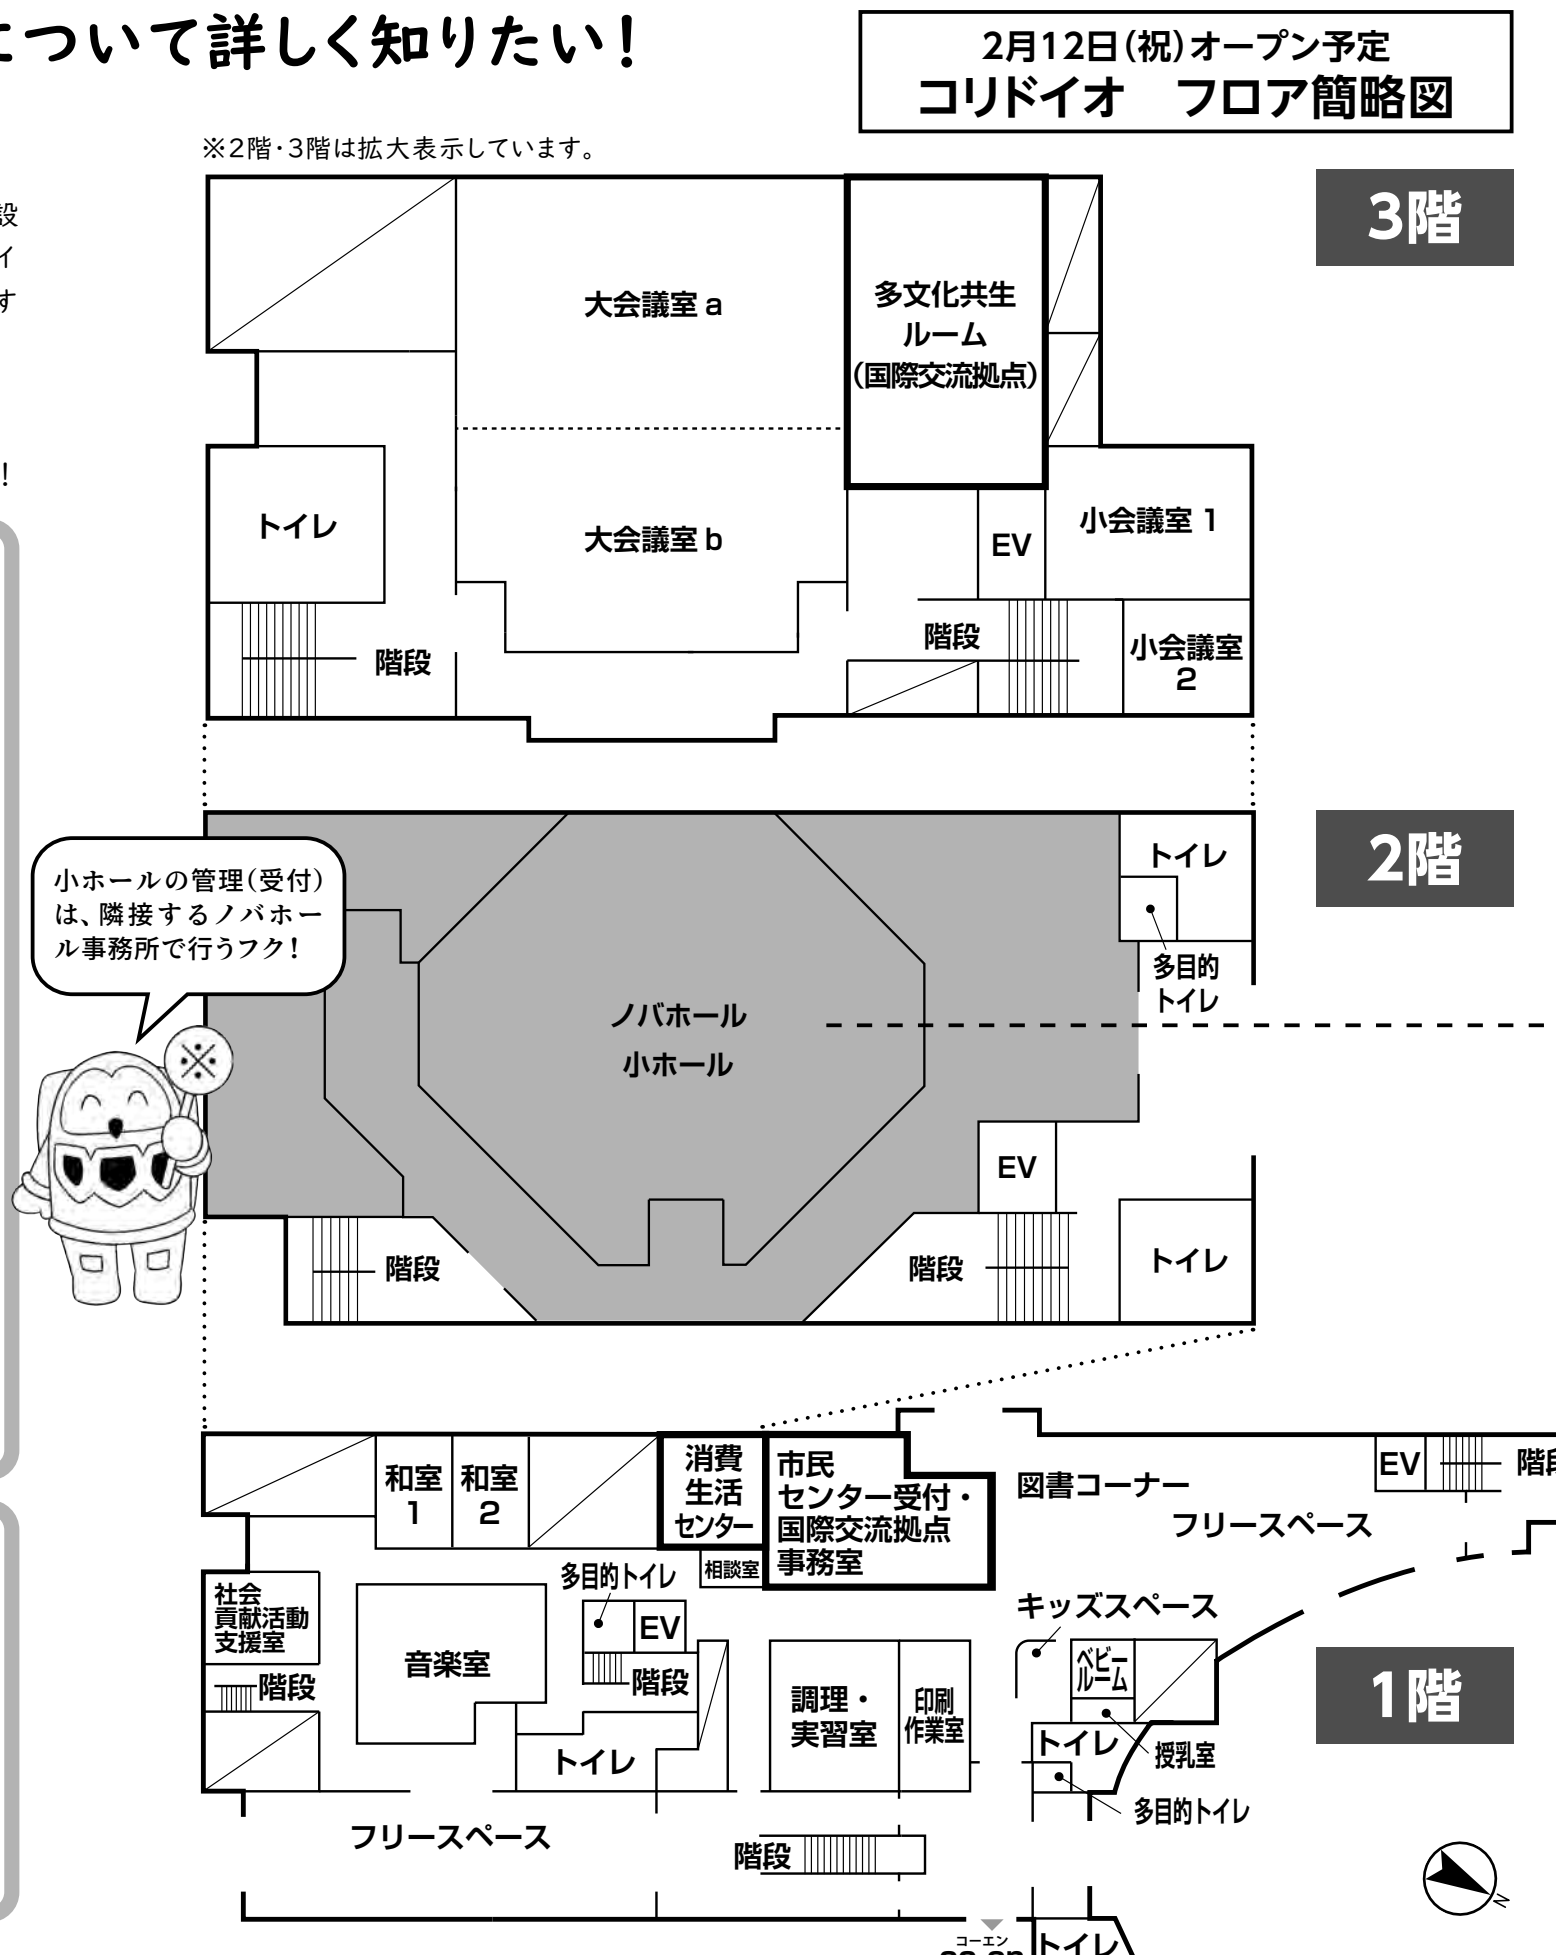 について詳しく知りたい！
2月12日（祝）オープン予定
コリドイオ　フロア簡略図
※2階・3階は拡大表示しています。
設
イ
す
！
3階
大会議室 a
多文化共生
ルーム
（国際交流拠点）
トイレ
大会議室 b
EV
小会議室 1
階段
階段
小会議室
2
2階
小ホールの管理（受付）
は、隣接するノバホー
ル事務所で行うフク！
※
トイレ
多目的
トイレ
ノバホール
小ホール
EV
階段
階段
トイレ
1階
和室
1
和室
2
消費
生活
センター
市民
センター受付・
国際交流拠点
事務室
図書コーナー
フリースペース
EV
階段
相談室
多目的トイレ
EV
階段
社会
貢献活動
支援室
階段
音楽室
トイレ
調理・
実習室
印刷
作業室
キッズスペース
ベビー
ルーム
トイレ
授乳室
多目的トイレ
フリースペース
階段
コーエン
トイレ
N